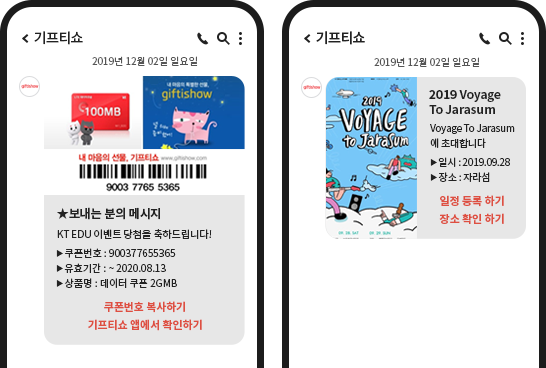 기프티쇼
2019년 12월 02일 일요일
giftishow
100MB
내 마음의 특별한 선물,
giftishow
내 마음의 선물, 기프티쇼 www.giftishow.com
9003 7765 5365
★보내는 분의 메시지
KT EDU 이벤트 당첨을 축하드립니다!
▶쿠폰번호 : 900377655365
▶유효기간 : ~ 2020.08.13
▶상품명 : 데이터 쿠폰 2GMB
쿠폰번호 복사하기
기프티쇼 앱에서 확인하기
기프티쇼
2019년 12월 02일 일요일
giftishow
2019
VOYAGE
to Jarasum
09 28 SAT 09 29 SUN
2019 Voyage
To Jarasum
Voyage To Jarasum
에 초대합니다
▶일시 : 2019.09.28
▶장소 : 자라섬
일정 등록 하기
장소 확인 하기